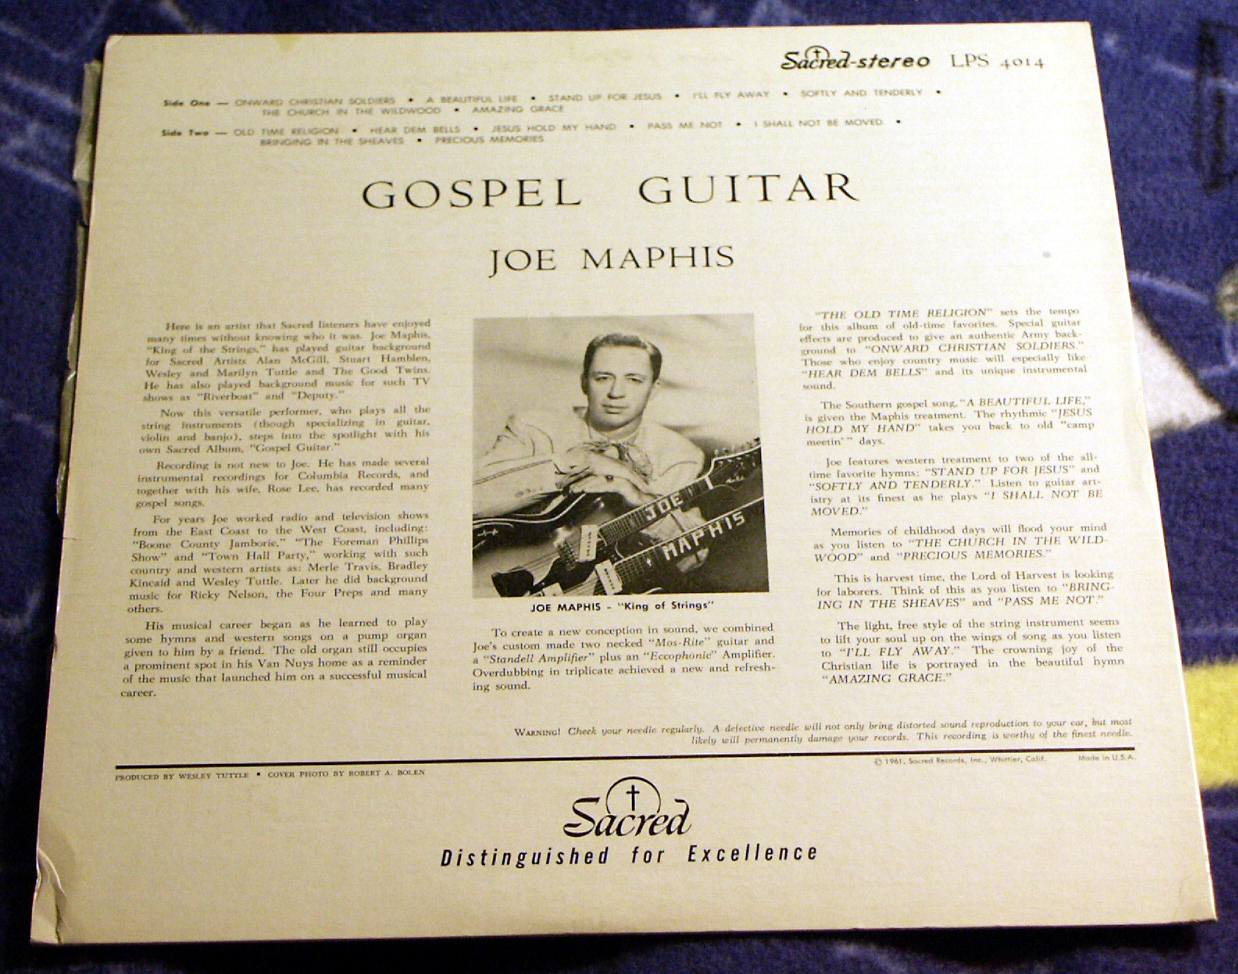 Sacred-stereo LPS 4014
Side One — ONWARD CHRISTIAN SOLDIERS • A BEAUTIFUL LIFE • STAND UP FOR JESUS • I'LL FLY AWAY • SOFTLY AND TENDERLY •
THE CHURCH IN THE WILDWOOD • AMAZING GRACE
Side Two — OLD TIME RELIGION • HEAR DEM BELLS • JESUS HOLD MY HAND • PASS ME NOT • I SHALL NOT BE MOVED •
BRINGING IN THE SHEAVES • PRECIOUS MEMORIES
GOSPEL GUITAR
JOE MAPHIS
Here is an artist that Sacred listeners have enjoyed
many times without knowing who it was. Joe Maphis,
"King of the Strings," has played guitar background
for Sacred Artists Alan McGill, Stuart Hamblen,
Wesley and Marilyn Tuttle and The Good Twins.
He has also played background music for such TV
shows as "Riverboat" and "Deputy."
Now this versatile performer, who plays all the
string instruments (though specializing in guitar,
violin and banjo), steps into the spotlight with his
own Sacred Album, "Gospel Guitar."
Recording is not new to Joe. He has made several
instrumental recordings for Columbia Records, and
together with his wife, Rose Lee, has recorded many
gospel songs.
For years Joe worked radio and television shows
from the East Coast to the West Coast, including:
"Boone County Jamborie," "The Foreman Phillips
Show" and "Town Hall Party," working with such
country and western artists as: Merle Travis, Bradley
Kincaid and Wesley Tuttle. Later he did background
music for Ricky Nelson, the Four Preps and many
others.
His musical career began as he learned to play
some hymns and western songs on a pump organ
given to him by a friend. The old organ still occupies
a prominent spot in his Van Nuys home as a reminder
of the music that launched him on a successful musical
career.
JOE
MAPHIS
JOE MAPHIS - "King of Strings"
To create a new conception in sound, we combined
Joe's custom made two necked "Mos-Rite" guitar and
a "Standell Amplifier" plus an "Eccophonic" Amplifier.
Overdubbing in triplicate achieved a new and refresh-
ing sound.
"THE OLD TIME RELIGION" sets the tempo
for this album of old-time favorites. Special guitar
effects are produced to give an authentic Army back-
ground to "ONWARD CHRISTIAN SOLDIERS."
Those who enjoy country music will especially like
"HEAR DEM BELLS" and its unique instrumental
sound.
The Southern gospel song, "A BEAUTIFUL LIFE,"
is given the Maphis treatment. The rhythmic "JESUS
HOLD MY HAND" takes you back to old "camp
meetin'" days.
Joe features western treatment to two of the all-
time favorite hymns: "STAND UP FOR JESUS" and
"SOFTLY AND TENDERLY." Listen to guitar art-
istry at its finest as he plays "I SHALL NOT BE
MOVED."
Memories of childhood days will flood your mind
as you listen to "THE CHURCH IN THE WILD-
WOOD" and "PRECIOUS MEMORIES."
This is harvest time, the Lord of Harvest is looking
for laborers. Think of this as you listen to "BRING-
ING IN THE SHEAVES" and "PASS ME NOT."
The light, free style of the string instrument seems
to lift your soul up on the wings of song as you listen
to "I'LL FLY AWAY." The crowning joy of the
Christian life is portrayed in the beautiful hymn
"AMAZING GRACE."
WARNING! Check your needle regularly. A defective needle will not only bring distorted sound reproduction to your ear, but most
likely will permanently damage your records. This recording is worthy of the finest needle.
PRODUCED BY WESLEY TUTTLE • COVER PHOTO BY ROBERT A. BOLEN
© 1961, Sacred Records, Inc., Whittier, Calif. Made in U.S.A.
Sacred
Distinguished for Excellence